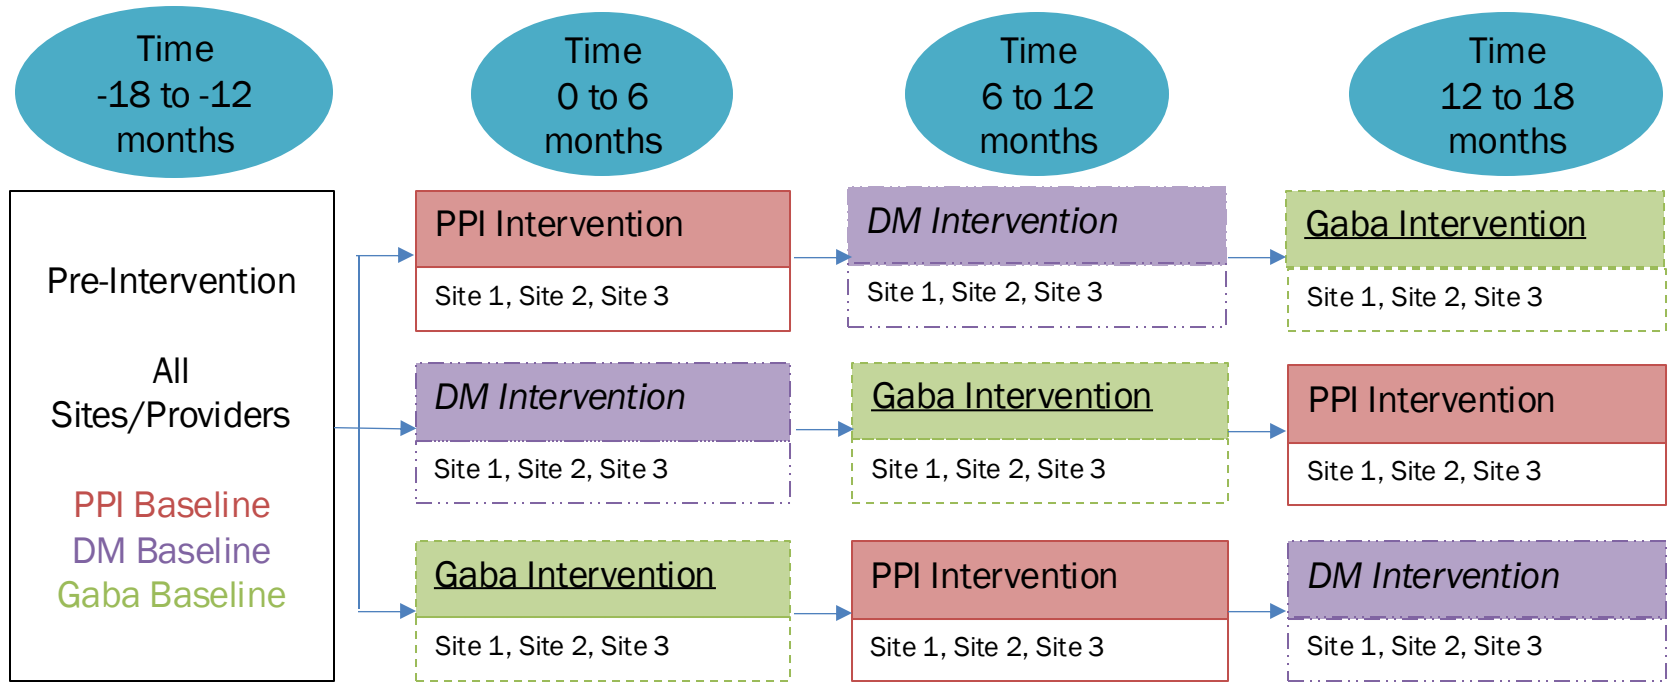 Time
-18 to -12
months
Time
0 to 6
months
Time
6 to 12
months
Time
12 to 18
months
Pre-Intervention
All
Sites/Providers
PPI Baseline
DM Baseline
Gaba Baseline
PPI Intervention
Site 1, Site 2, Site 3
DM Intervention
Site 1, Site 2, Site 3
Gaba Intervention
Site 1, Site 2, Site 3
DM Intervention
Site 1, Site 2, Site 3
Gaba Intervention
Site 1, Site 2, Site 3
PPI Intervention
Site 1, Site 2, Site 3
Gaba Intervention
Site 1, Site 2, Site 3
PPI Intervention
Site 1, Site 2, Site 3
DM Intervention
Site 1, Site 2, Site 3